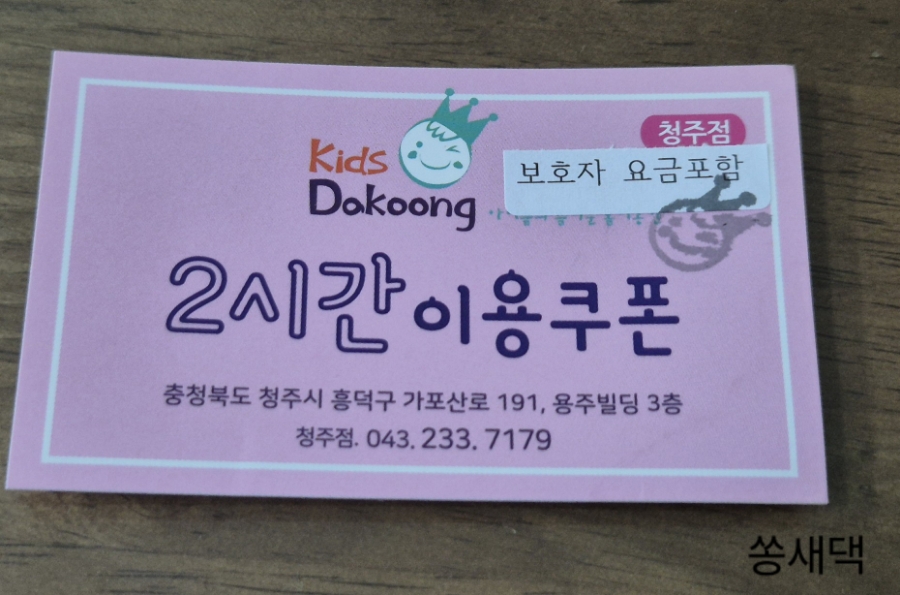 Kids
Dakoong
청주점
보호자 요금포함
2시간 이용쿠폰
충청북도 청주시 흥덕구 가포산로 191, 용주빌딩 3층
청주점. 043. 233. 7179
쏭새댁